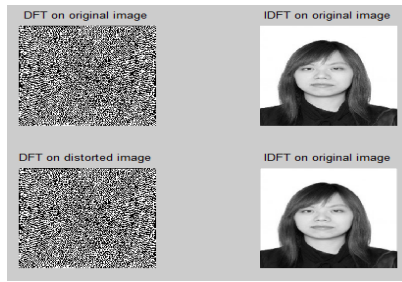 DFT on original image
IDFT on original image
DFT on distorted image
IDFT on original image